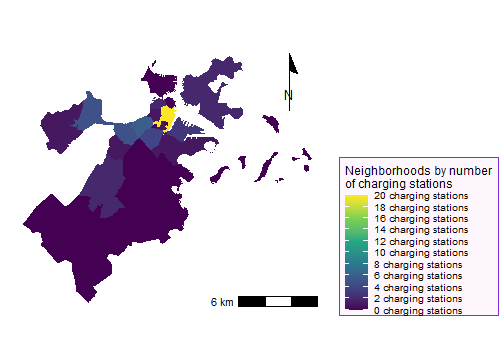 N
Neighborhoods by number
of charging stations
20 charging stations
18 charging stations
16 charging stations
14 charging stations
12 charging stations
10 charging stations
8 charging stations
6 charging stations
4 charging stations
2 charging stations
0 charging stations
6 km